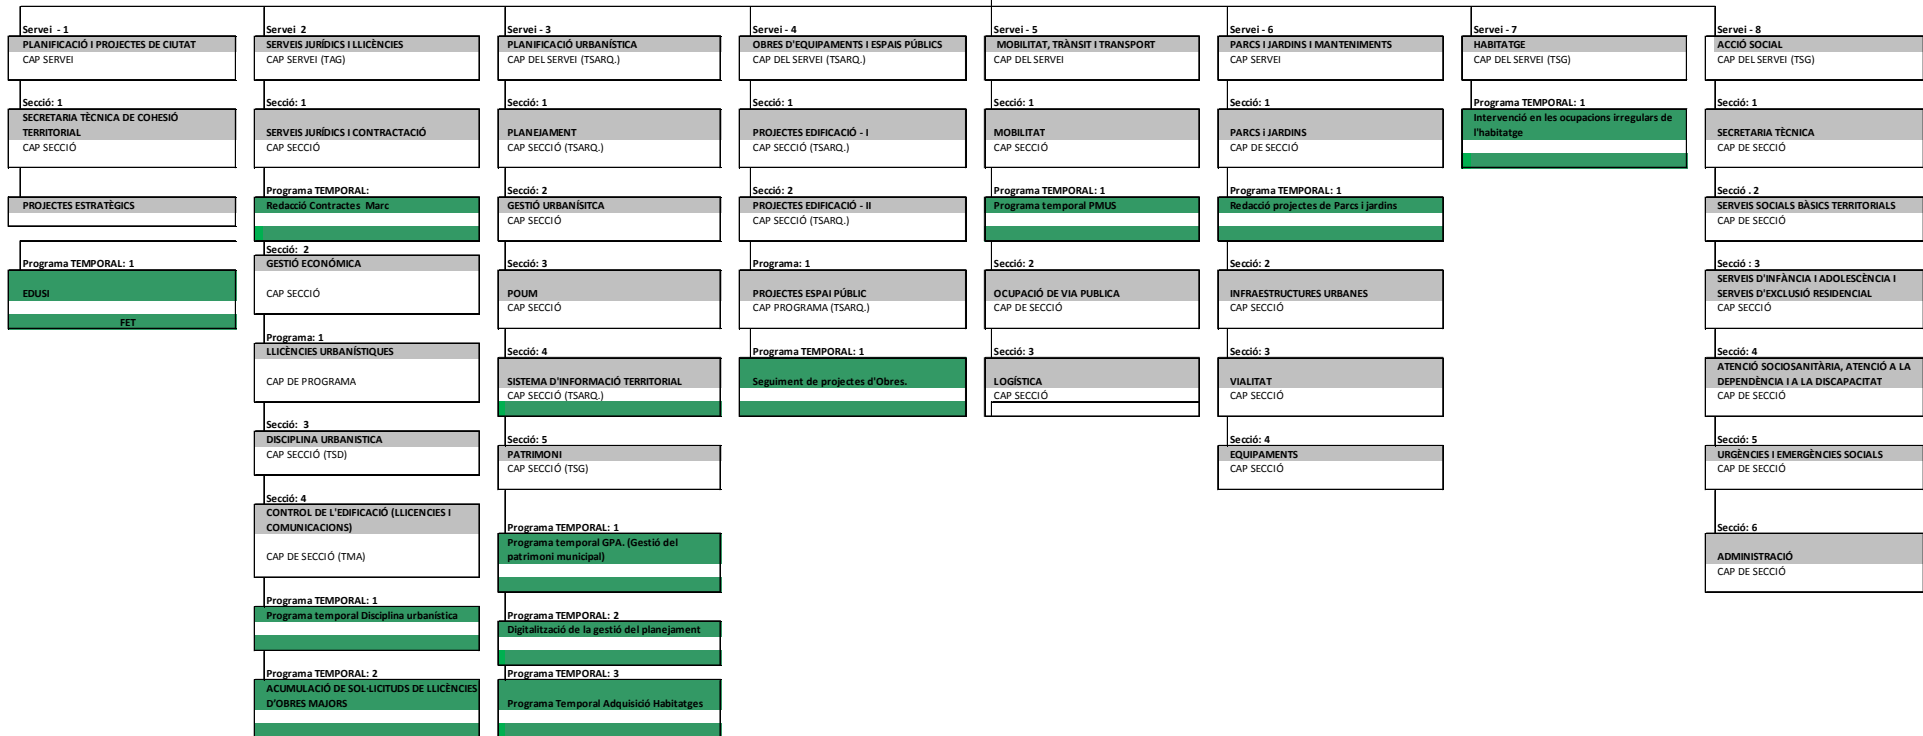 Servei - 1
PLANIFICACIÓ I PROJECTES DE CIUTAT
CAP SERVEI
Secció: 1
SECRETARIA TÈCNICA DE COHESIÓ
TERRITORIAL
CAP SECCIÓ
PROJECTES ESTRATÈGICS
Programa TEMPORAL: 1
EDUSI
FET
Servei 2
SERVEIS JURÍDICS I LLICÈNCIES
CAP SERVEI (TAG)
Secció: 1
SERVEIS JURÍDICS I CONTRACTACIÓ
CAP SECCIÓ
Programa TEMPORAL:
Redacció Contractes Marc
Secció: 2
GESTIÓ ECONÓMICA
CAP SECCIÓ
Programa: 1
LLICÈNCIES URBANÍSTIQUES
CAP DE PROGRAMA
Secció: 3
DISCIPLINA URBANISTICA
CAP SECCIÓ (TSD)
Secció: 4
CONTROL DE L'EDIFICACIÓ (LLICENCIES I
COMUNICACIONS)
CAP DE SECCIÓ (TMA)
Programa TEMPORAL: 1
Programa temporal Disciplina urbanística
Programa TEMPORAL: 2
ACUMULACIÓ DE SOL·LICITUDS DE LLICÈNCIES
D'OBRES MAJORS
Servei - 3
PLANIFICACIÓ URBANÍSTICA
CAP DEL SERVEI (TSARQ.)
Secció: 1
PLANEJAMENT
CAP SECCIÓ (TSARQ.)
Secció: 2
GESTIÓ URBANÍSITCA
CAP SECCIÓ
Secció: 3
POUM
CAP SECCIÓ
Secció: 4
SISTEMA D'INFORMACIÓ TERRITORIAL
CAP SECCIÓ (TSARQ.)
Secció: 5
PATRIMONI
CAP SECCIÓ (TSG)
Programa TEMPORAL: 1
Programa temporal GPA. (Gestió del
patrimoni municipal)
Programa TEMPORAL: 2
Digitalització de la gestió del planejament
Programa TEMPORAL: 3
Programa Temporal Adquisició Habitatges
Servei - 4
OBRES D'EQUIPAMENTS I ESPAIS PÚBLICS
CAP DEL SERVEI (TSARQ.)
Secció: 1
PROJECTES EDIFICACIÓ - I
CAP SECCIÓ (TSARQ.)
Secció: 2
PROJECTES EDIFICACIÓ - II
CAP SECCIÓ (TSARQ.)
Programa: 1
PROJECTES ESPAI PÚBLIC
CAP PROGRAMA (TSARQ.)
Programa TEMPORAL: 1
Seguiment de projectes d'Obres.
Servei - 5
MOBILITAT, TRÀNSIT I TRANSPORT
CAP DEL SERVEI
Secció: 1
MOBILITAT
CAP SECCIÓ
Programa TEMPORAL: 1
Programa temporal PMUS
Secció: 2
OCUPACIÓ DE VIA PUBLICA
CAP DE SECCIÓ
Secció: 3
LOGÍSTICA
CAP SECCIÓ
Servei - 6
PARCS I JARDINS I MANTENIMENTS
CAP SERVEI
Secció: 1
PARCS i JARDINS
CAP DE SECCIÓ
Programa TEMPORAL: 1
Redacció projectes de Parcs i jardins
Secció: 2
INFRAESTRUCTURES URBANES
CAP SECCIÓ
Secció: 3
VIALITAT
CAP SECCIÓ
Secció: 4
EQUIPAMENTS
CAP SECCIÓ
Servei - 7
HABITATGE
CAP DEL SERVEI (TSG)
Programa TEMPORAL: 1
Intervenció en les ocupacions irregulars de
l'habitatge
Servei - 8
ACCIÓ SOCIAL
CAP DEL SERVEI (TSG)
Secció: 1
SECRETARIA TÈCNICA
CAP DE SECCIÓ
Secció . 2
SERVEIS SOCIALS BÀSICS TERRITORIALS
CAP DE SECCIÓ
Secció : 3
SERVEIS D'INFÀNCIA I ADOLESCÈNCIA I
SERVEIS D'EXCLUSIÓ RESIDENCIAL
CAP SECCIÓ
Secció: 4
ATENCIÓ SOCIOSANITÀRIA, ATENCIÓ A LA
DEPENDÈNCIA I A LA DISCAPACITAT
CAP DE SECCIÓ
Secció: 5
URGÈNCIES I EMERGÈNCIES SOCIALS
CAP DE SECCIÓ
Secció: 6
ADMINISTRACIÓ
CAP DE SECCIÓ